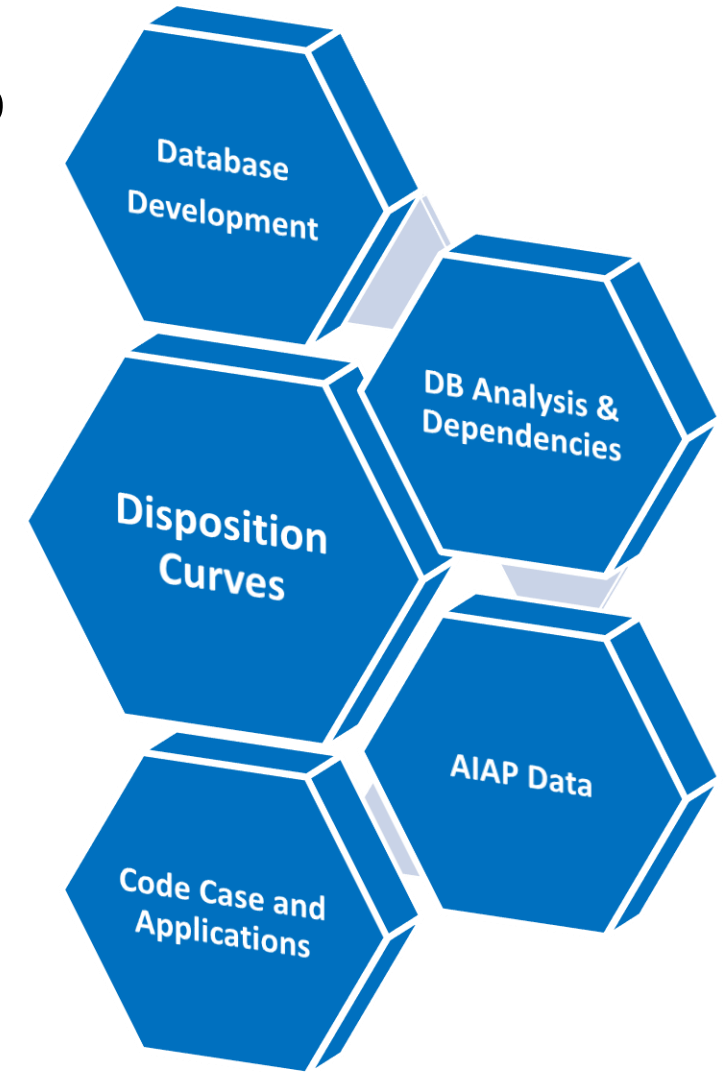 )
Database
Development
DB Analysis &
Dependencies
Disposition
Curves
AIAP Data
Code Case and
Applications